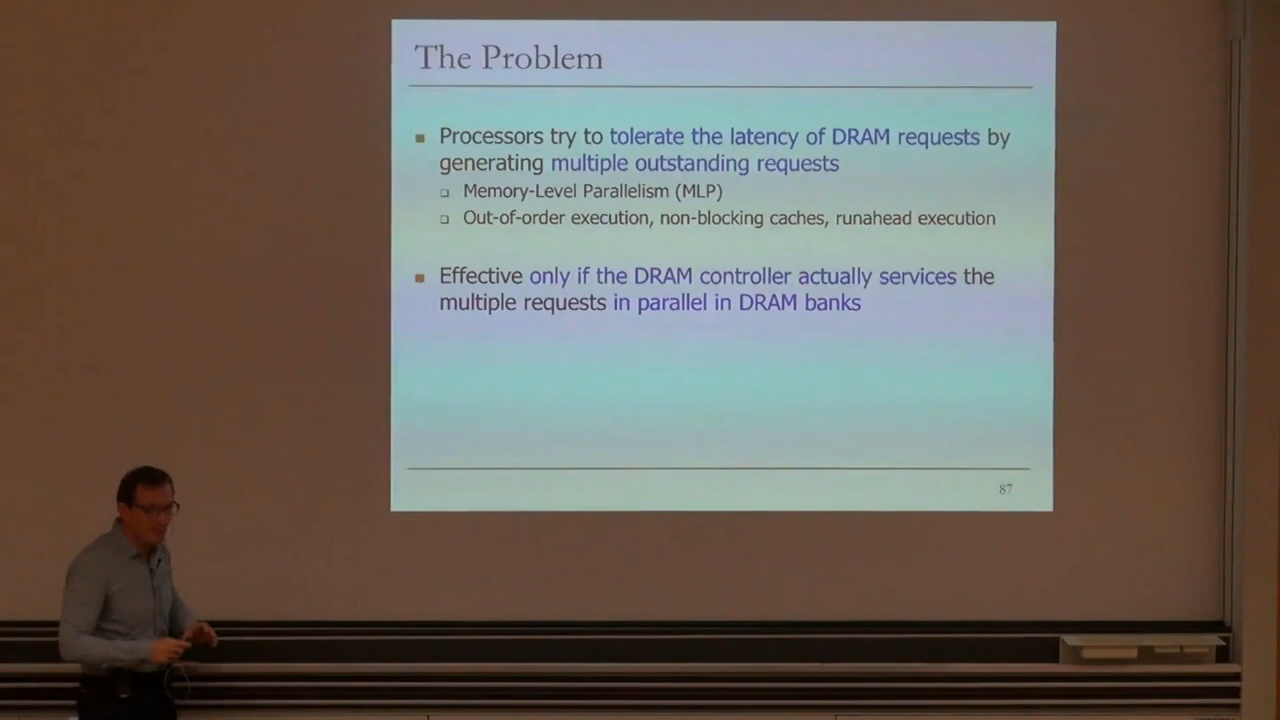 The Problem
Processors try to tolerate the latency of DRAM requests by
generating multiple outstanding requests
Memory-Level Parallelism (MLP)
Out-of-order execution, non-blocking caches, runahead execution
Effective only if the DRAM controller actually services the
multiple requests in parallel in DRAM banks
87